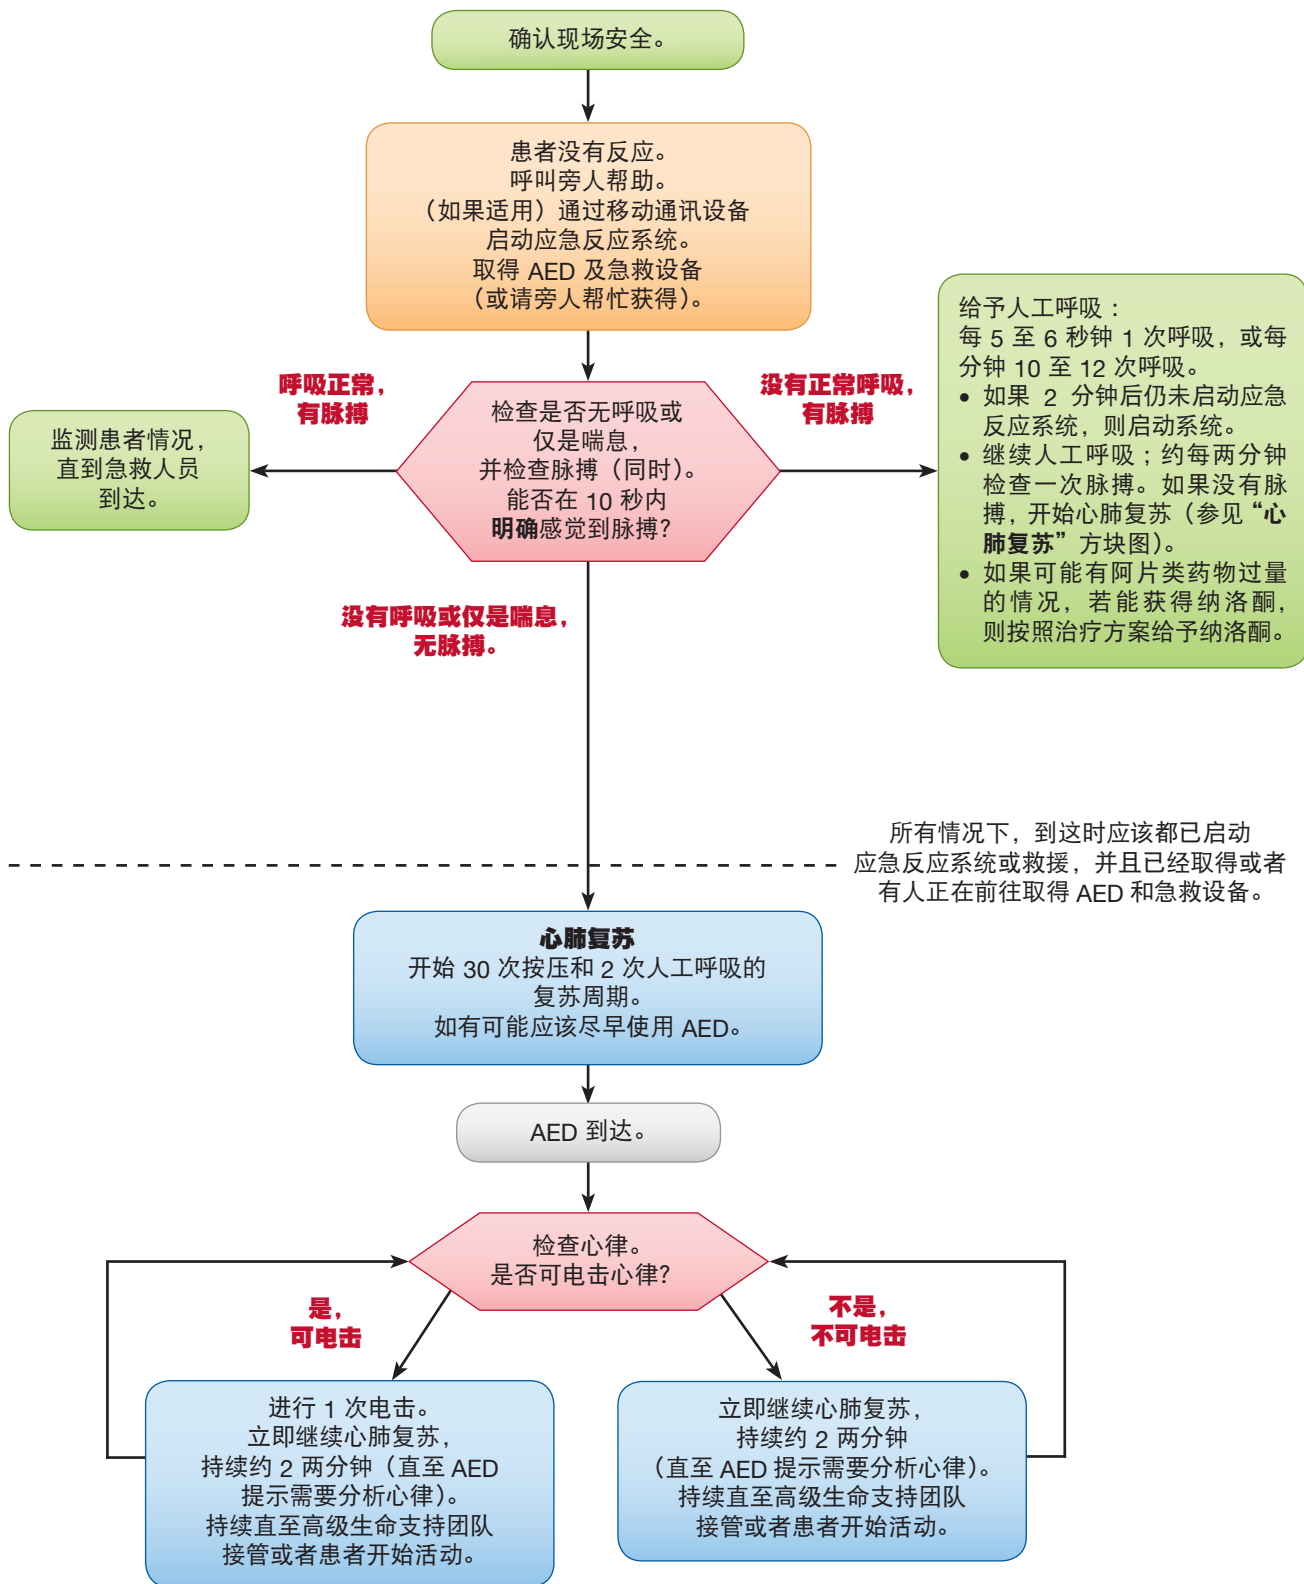 确认现场安全。
患者没有反应。
呼叫旁人帮助。
（如果适用）通过移动通讯设备
启动应急反应系统。
取得 AED 及急救设备
（或请旁人帮忙获得）。
呼吸正常，
有脉搏
没有正常呼吸，
有脉搏
监测患者情况，
直到急救人员
到达。
检查是否无呼吸或
仅是喘息，
并检查脉搏（同时）。
能否在 10 秒内
明确感觉到脉搏？
给予人工呼吸：
每 5 至 6 秒钟 1 次呼吸，或每
分钟 10 至 12 次呼吸。
• 如果 2 分钟后仍未启动应急
反应系统，则启动系统。
• 继续人工呼吸；约每两分钟
检查一次脉搏。如果没有脉
搏，开始心肺复苏（参见“心
肺复苏”方块图）。
• 如果可能有阿片类药物过量
的情况，若能获得纳洛酮，
则按照治疗方案给予纳洛酮。
没有呼吸或仅是喘息，
无脉搏。
所有情况下，到这时应该都已启动
应急反应系统或救援，并且已经取得或者
有人正在前往取得 AED 和急救设备。
心肺复苏
开始 30 次按压和 2 次人工呼吸的
复苏周期。
如有可能应该尽早使用 AED。
AED 到达。
检查心律。
是否可电击心律？
是，
可电击
不是，
不可电击
进行 1 次电击。
立即继续心肺复苏，
持续约 2 两分钟（直至 AED
提示需要分析心律）。
持续直至高级生命支持团队
接管或者患者开始活动。
立即继续心肺复苏，
持续约 2 两分钟
（直至 AED 提示需要分析心律）。
持续直至高级生命支持团队
接管或者患者开始活动。